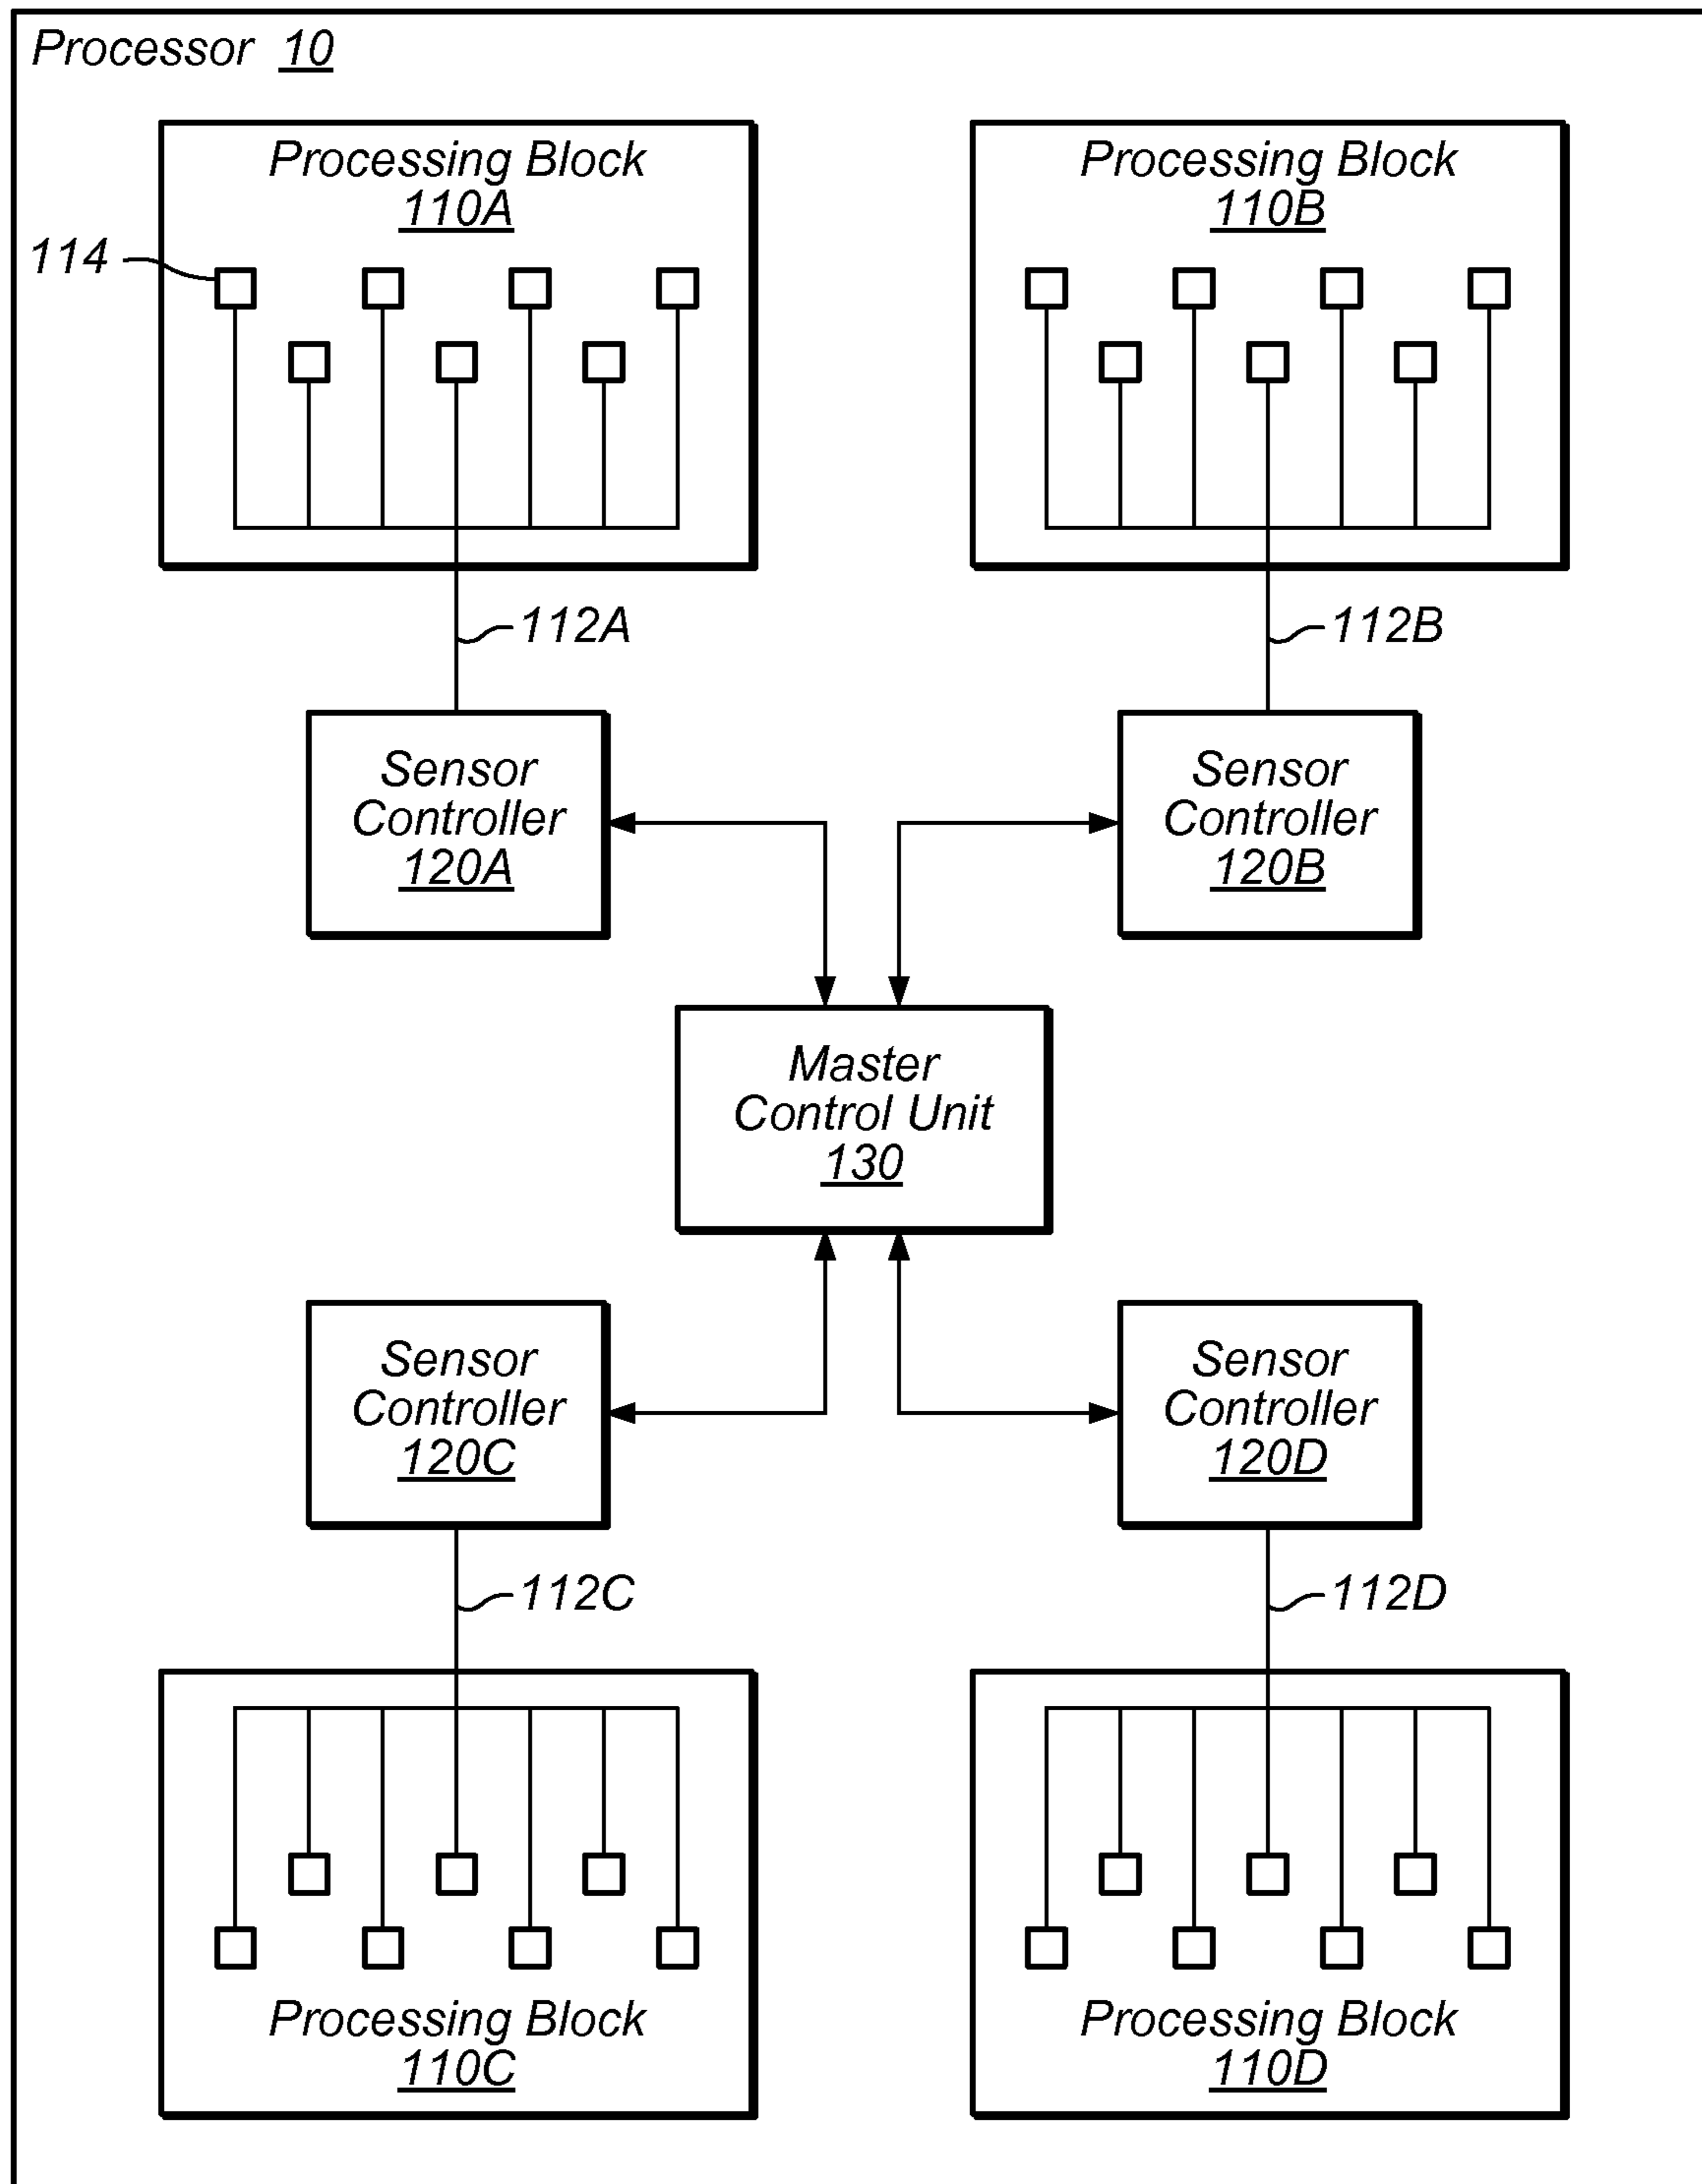 Processor 10
Processing Block
110A
Processing Block
110B
114
112A
112B
Sensor
Controller
120A
Sensor
Controller
120B
Master
Control Unit
130
Sensor
Controller
120C
Sensor
Controller
120D
112C
112D
Processing Block
110C
Processing Block
110D